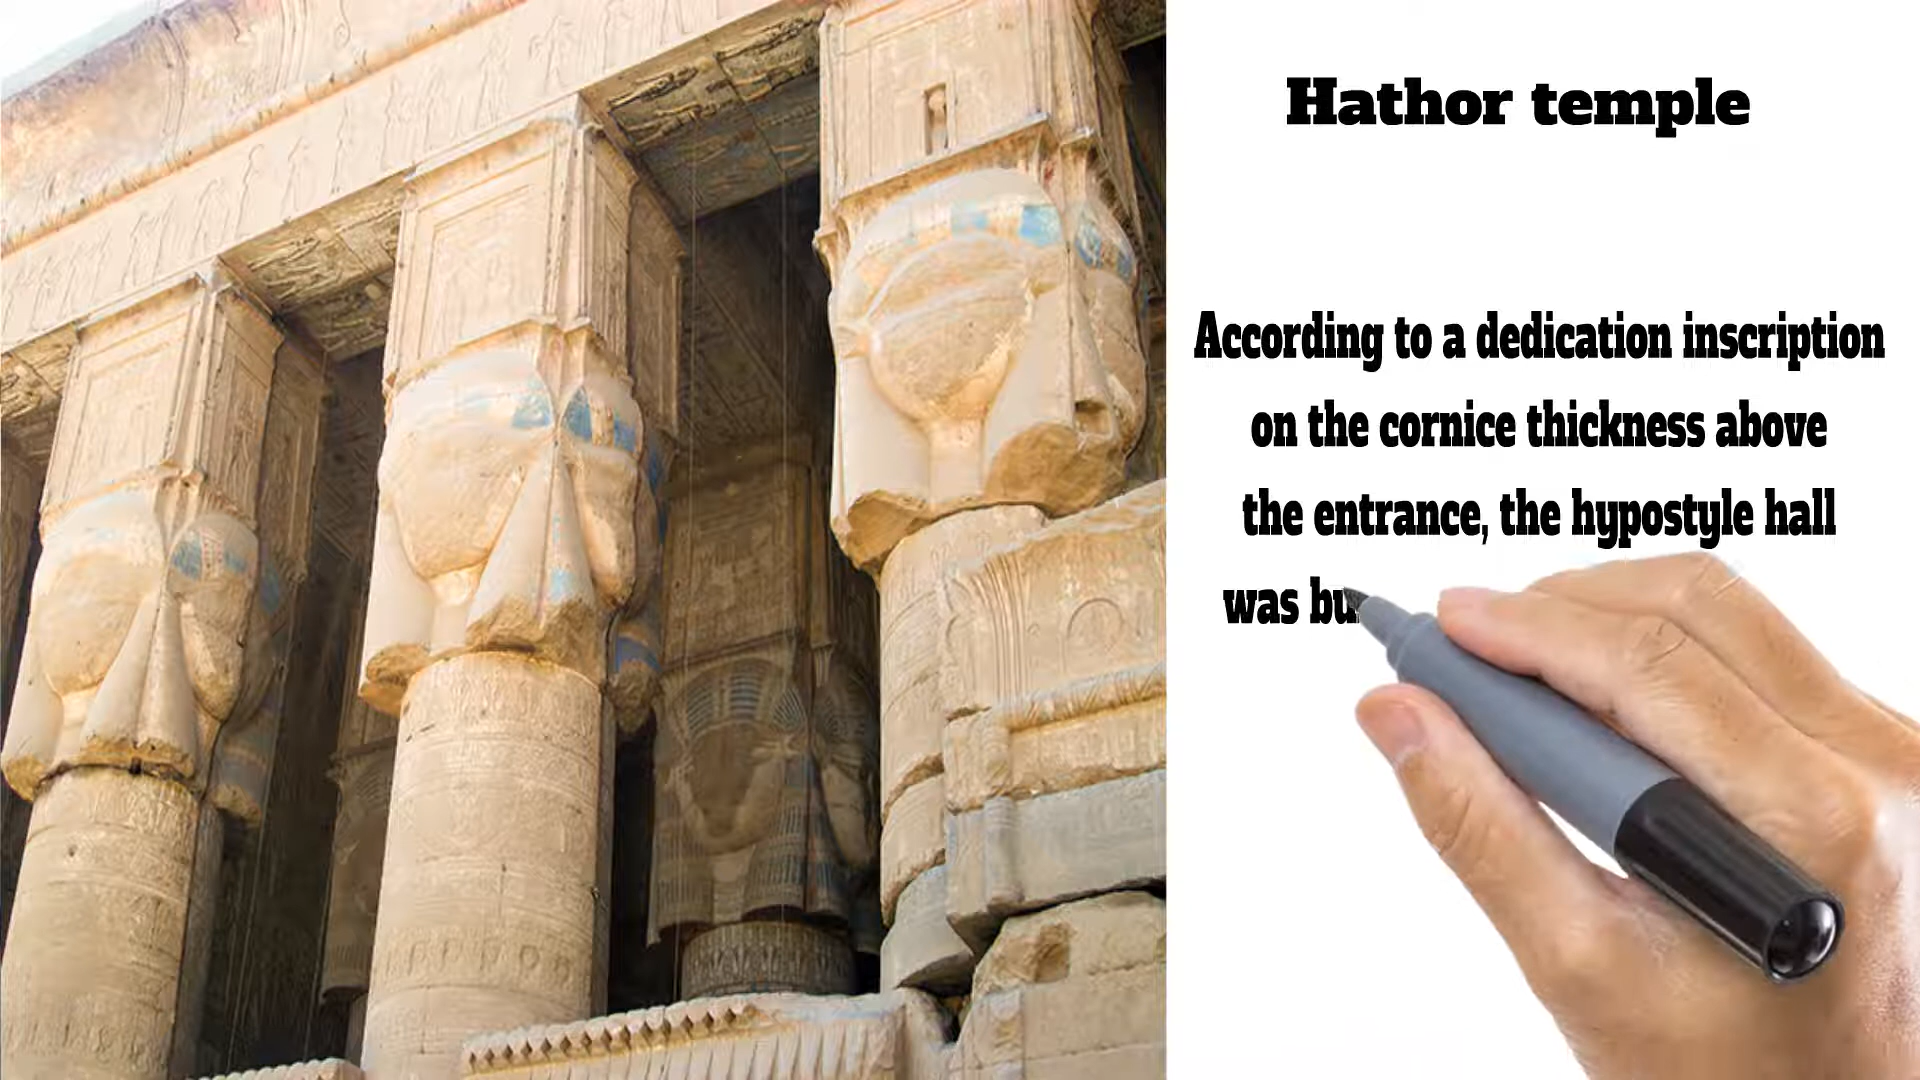 Hathor temple
According to a dedication inscription
on the cornice thickness above
the entrance, the hypostyle hall
was